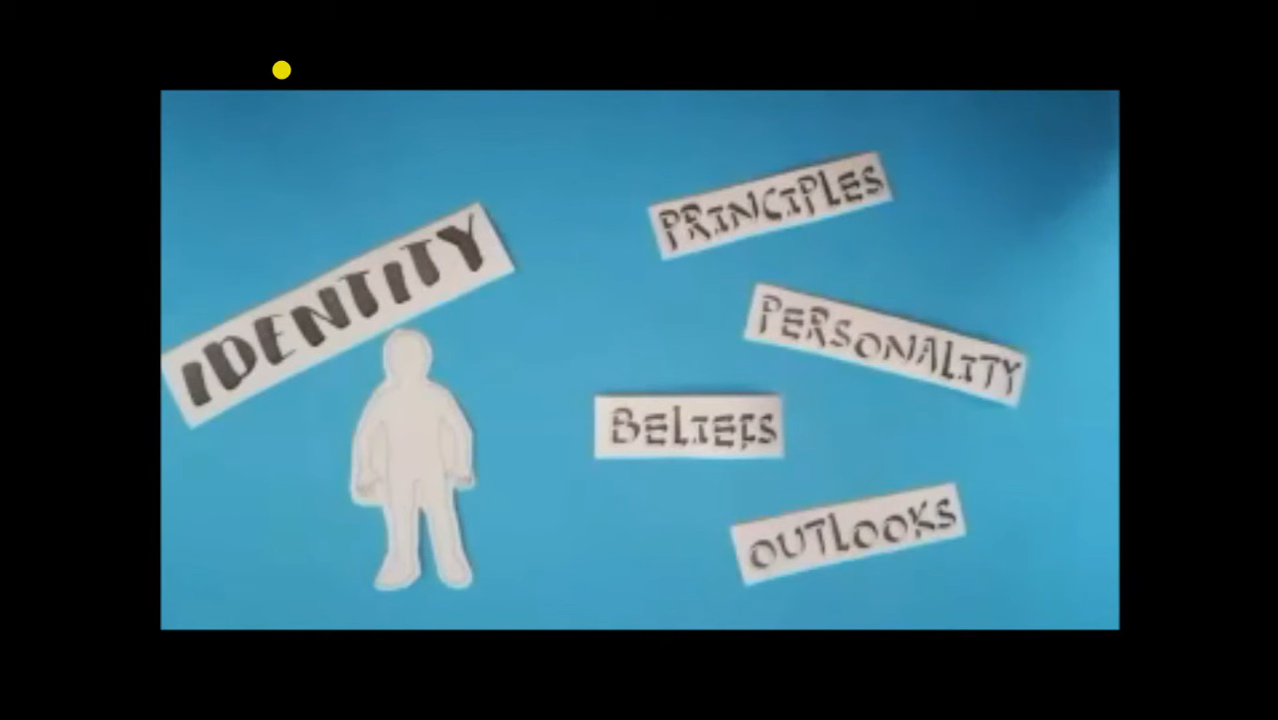 IDENTITY
PRINCIPLES
PERSONALITY
BELIEFS
OUTLOOKS